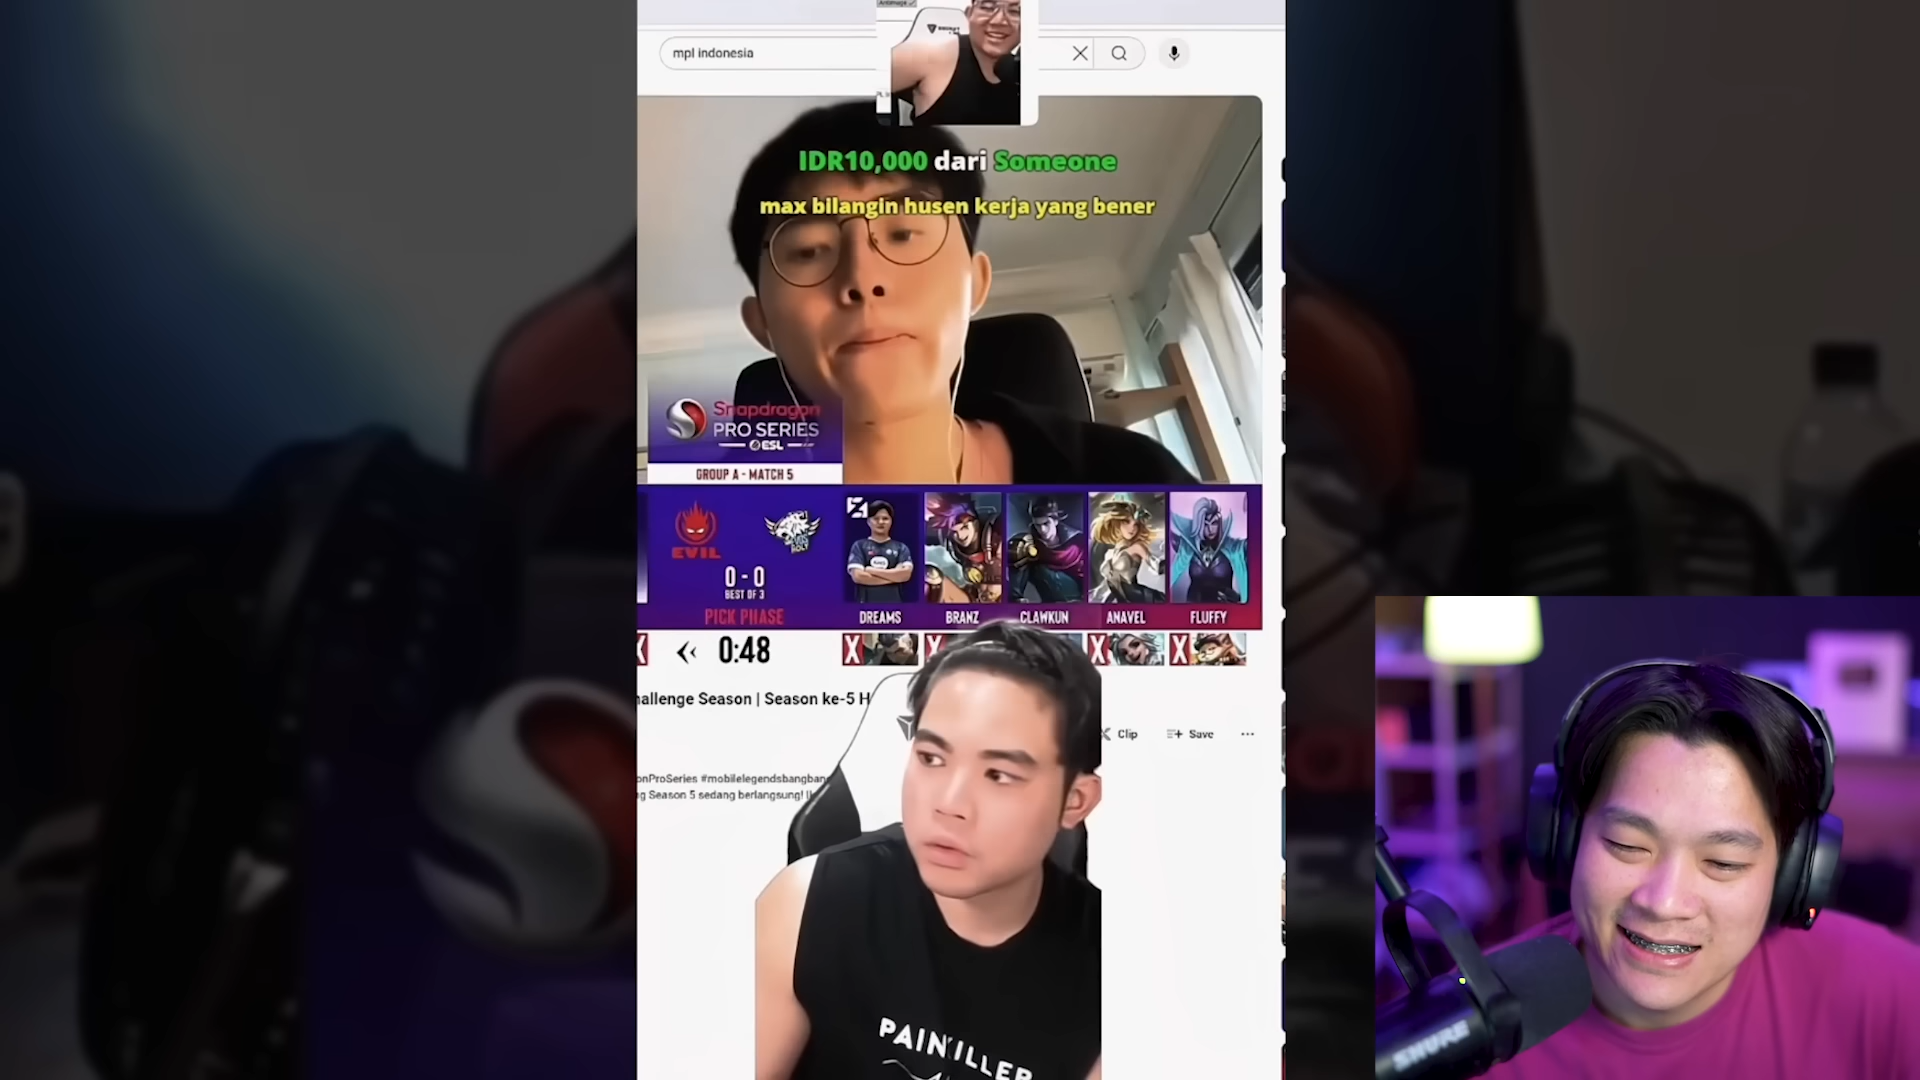 mpl indonesia
IDR10,000 dari Someone
max bilangin husen kerja yang bener
Snapdragon
PRO SERIES
ESL
GROUP A - MATCH 5
EVIL
0 - 0
BEST OF 3
PICK PHASE
DREAMS
BRANZ
CLAWKUN
ANAVEL
FLUFFY
0:48
hallenge Season | Season ke-5 H
Clip
Save
onProSeries #mobilelegendsbangbang
g Season 5 sedang berlangsung!
PAINKILLER
SHURE